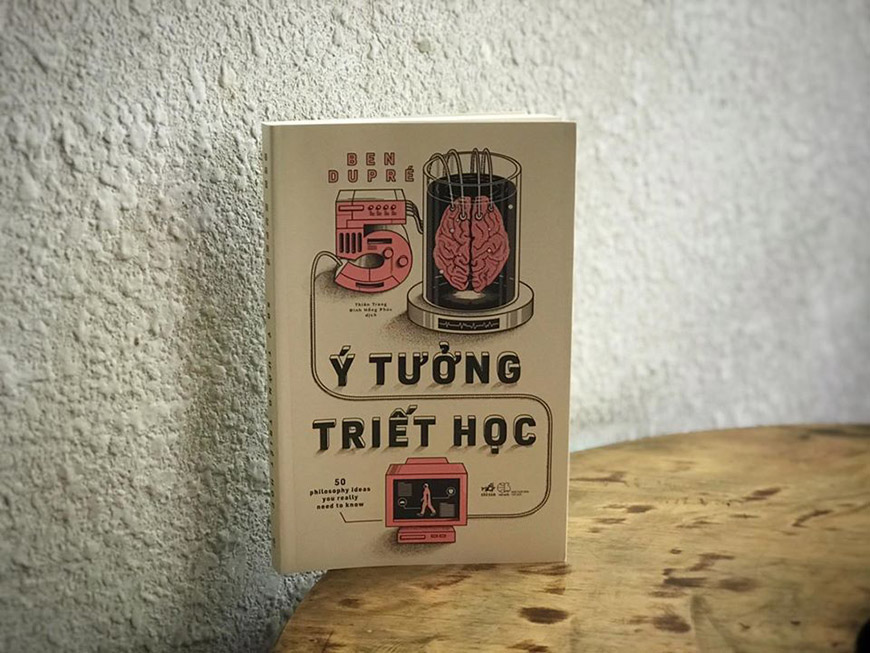 BEN
DUPRÉ
5
Thiên Trang
Đinh Hồng Phúc
dịch
Ý TƯỞNG
TRIẾT HỌC
50
philosophy ideas
you really
need to know